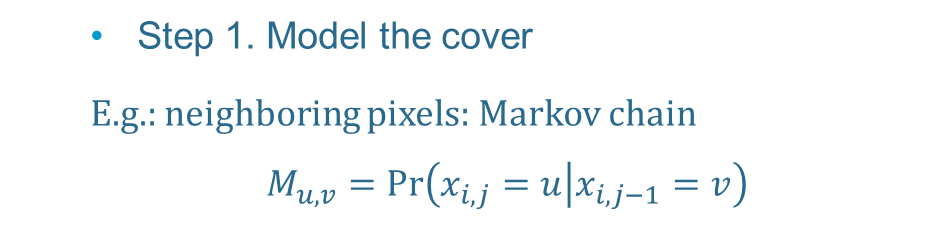 • Step 1. Model the cover
E.g.: neighboring pixels: Markov chain
M_{u,v} = Pr(x_{i,j} = u|x_{i,j−1} = v)